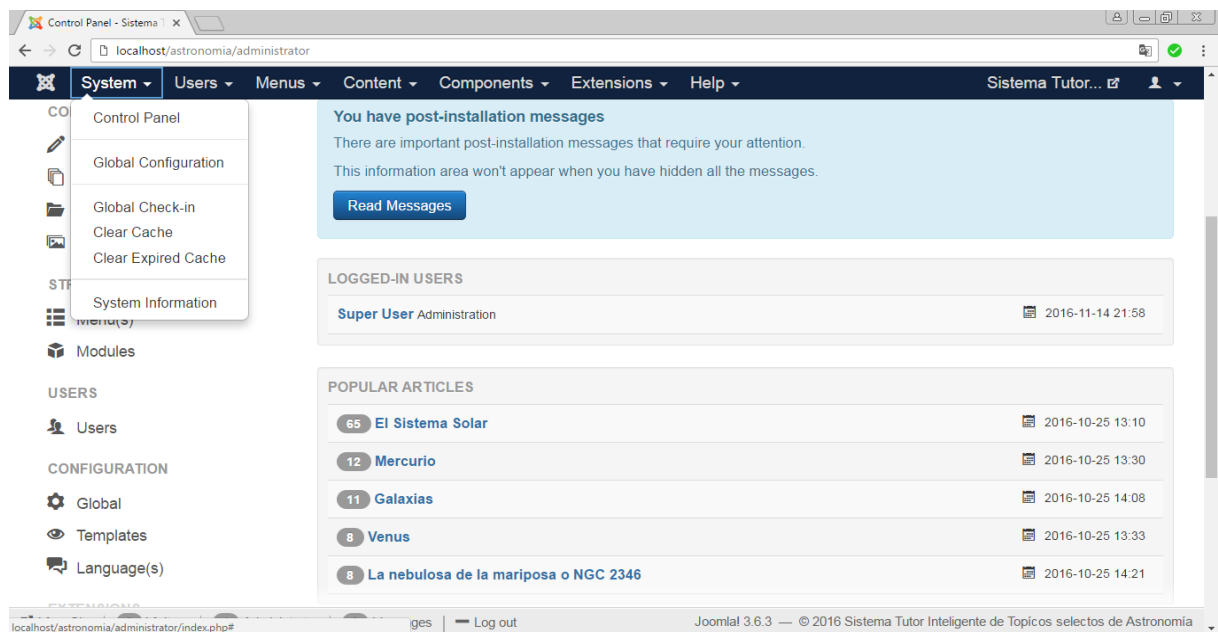 Control Panel - Sistema T
localhost/astronomia/administrator
System Users Menus Content Components Extensions Help Sistema Tutor...
Control Panel
Global Configuration
Global Check-in
Clear Cache
Clear Expired Cache
System Information
CO
STR
Menu(s)
Modules
USERS
Users
CONFIGURATION
Global
Templates
Language(s)
EXTENSIONS
You have post-installation messages
There are important post-installation messages that require your attention.
This information area won't appear when you have hidden all the messages.
Read Messages
LOGGED-IN USERS
Super User Administration 2016-11-14 21:58
POPULAR ARTICLES
65 El Sistema Solar 2016-10-25 13:10
12 Mercurio 2016-10-25 13:30
11 Galaxias 2016-10-25 14:08
8 Venus 2016-10-25 13:33
8 La nebulosa de la mariposa o NGC 2346 2016-10-25 14:21
localhost/astronomia/administrator/index.php#
ges Log out Joomla! 3.6.3 — © 2016 Sistema Tutor Inteligente de Topicos selectos de Astronomía